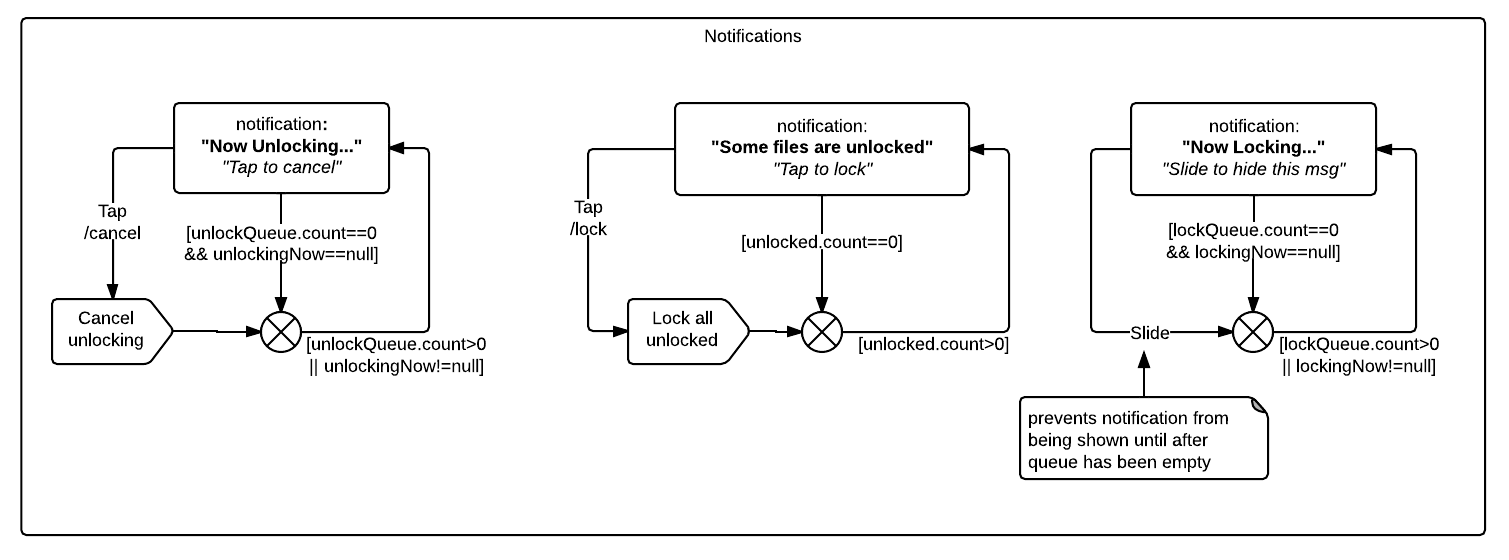 Notifications
notification:
"Now Unlocking..."
"Tap to cancel"
Tap
/cancel
[unlockQueue.count==0
&& unlockingNow==null]
Cancel
unlocking
[unlockQueue.count>0
|| unlockingNow!=null]
notification:
"Some files are unlocked"
"Tap to lock"
Tap
/lock
[unlocked.count==0]
Lock all
unlocked
[unlocked.count>0]
notification:
"Now Locking..."
"Slide to hide this msg"
[lockQueue.count==0
&& lockingNow==null]
Slide
[lockQueue.count>0
|| lockingNow!=null]
prevents notification from
being shown until after
queue has been empty